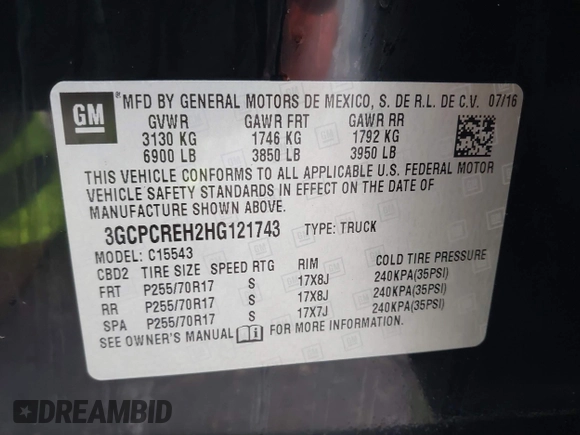 GM ® MFD BY GENERAL MOTORS DE MEXICO, S. DE R.L. DE C.V. 07/16
GVWR GAWR FRT GAWR RR
3130 KG 1746 KG 1792 KG
6900 LB 3850 LB 3950 LB
THIS VEHICLE CONFORMS TO ALL APPLICABLE U.S. FEDERAL MOTOR
VEHICLE SAFETY STANDARDS IN EFFECT ON THE DATE OF
MANUFACTURE SHOWN ABOVE.
3GCPCREH2HG121743 TYPE: TRUCK
MODEL: C15543
CBD2 TIRE SIZE SPEED RTG RIM COLD TIRE PRESSURE
FRT P255/70R17 S 17X8J 240KPA(35PSI)
RR P255/70R17 S 17X8J 240KPA(35PSI)
SPA P255/70R17 S 17X7J 240KPA(35PSI)
SEE OWNER'S MANUAL FOR MORE INFORMATION.
DREAMBID